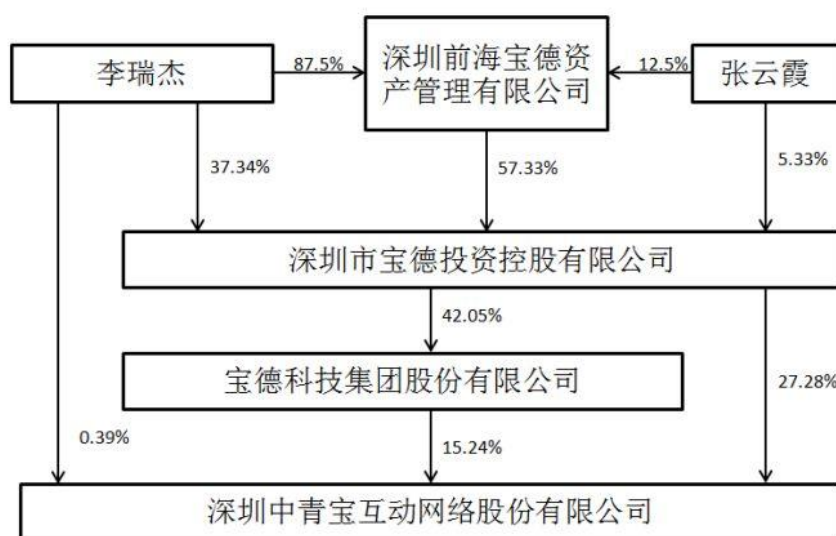 李瑞杰
87.5%
深圳前海宝德资
产管理有限公司
12.5%
张云霞
37.34%
57.33%
5.33%
深圳市宝德投资控股有限公司
42.05%
宝德科技集团股份有限公司
27.28%
0.39%
15.24%
深圳中青宝互动网络股份有限公司